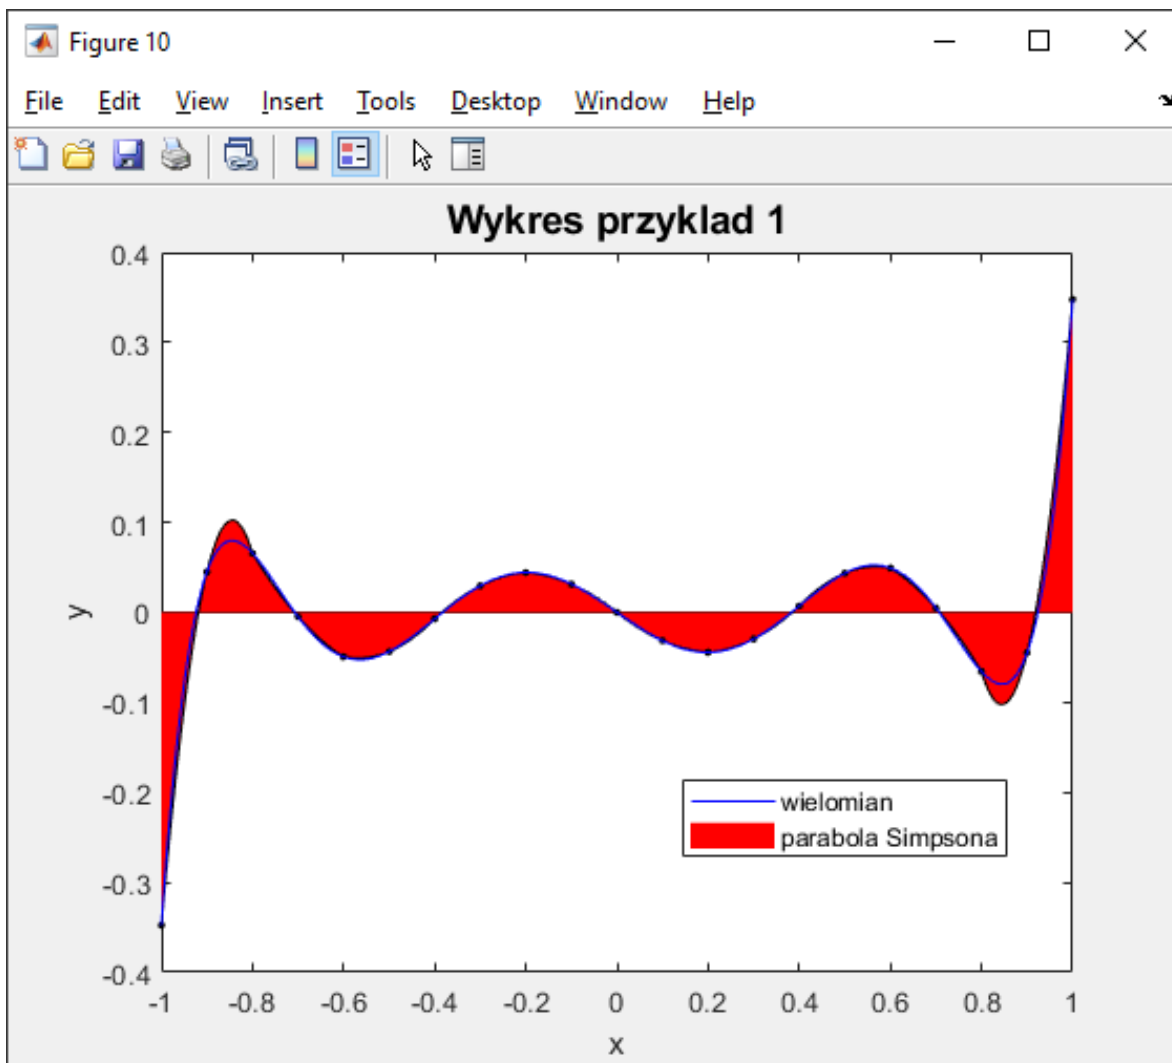 Figure 10
File Edit View Insert Tools Desktop Window Help
Wykres przyklad 1
0.4
0.3
0.2
0.1
0
-0.1
-0.2
-0.3
-0.4
y
wielomian
parabola Simpsona
-1 -0.8 -0.6 -0.4 -0.2 0 0.2 0.4 0.6 0.8 1
x